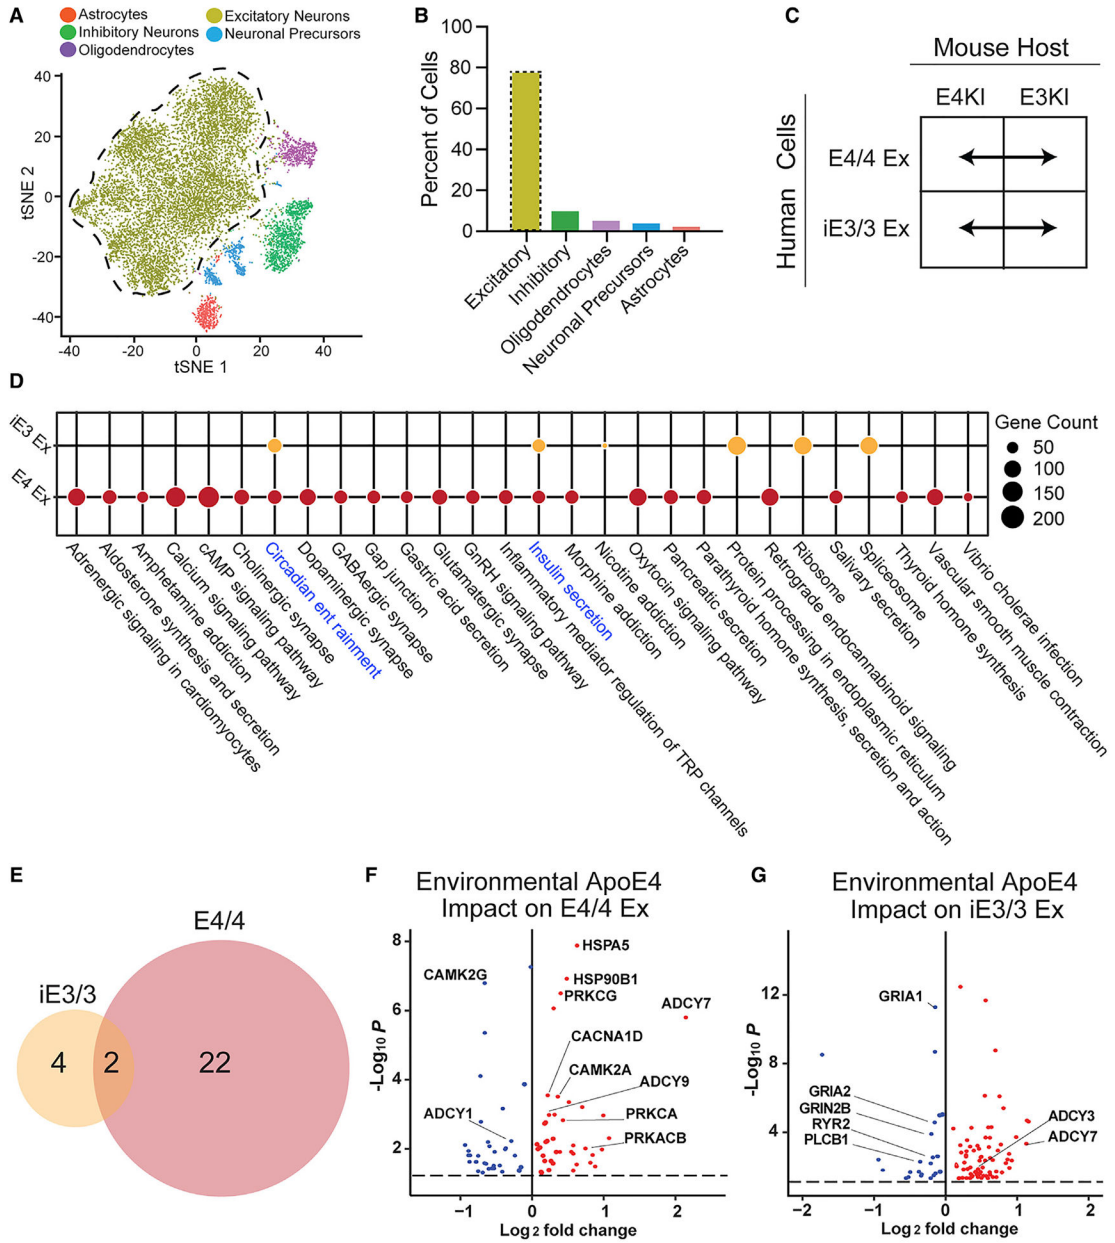 A
Astrocytes
Excitatory Neurons
Inhibitory Neurons
Neuronal Precursors
Oligodendrocytes
40
20
0
-20
-40
tSNE 2
-40
-20
0
20
40
tSNE 1
B
Percent of Cells
100
80
60
40
20
0
Excitatory
Inhibitory
Oligodendrocytes
Neuronal Precursors
Astrocytes
C
Mouse Host
E4KI
E3KI
Human Cells
E4/4 Ex
iE3/3 Ex
D
iE3 Ex
E4 Ex
Gene Count
50
100
150
200
Adrenergic signaling in cardiomyocytes
Aldosterone synthesis and secretion
Amphetamine addiction
Calcium signaling pathway
cAMP signaling pathway
Cholinergic synapse
Circadian ent rainment
Dopaminergic synapse
GABAergic synapse
Gap junction
Gastric acid secretion
Glutamatergic synapse
GnRH signaling pathway
Inflammatory mediator regulation of TRP channels
Insulin secretion
Morphine addiction
Nicotine addiction
Oxytocin signaling pathway
Pancreatic secretion
Parathyroid homone synthesis, secretion and action
Protein processing in endoplasmic reticulum
Retrograde endocannabinoid signaling
Ribosome
Salivary secretion
Spliceosome
Thyroid homone synthesis
Vascular smooth muscle contraction
Vibrio cholerae infection
E
E4/4
iE3/3
4
2
22
F
Environmental ApoE4
Impact on E4/4 Ex
8
6
4
2
-Log10 P
HSPA5
CAMK2G
HSP90B1
PRKCG
ADCY7
CACNA1D
CAMK2A
ADCY9
ADCY1
PRKCA
PRKACB
−1
0
1
2
Log2 fold change
G
Environmental ApoE4
Impact on iE3/3 Ex
12
8
4
-Log10 P
GRIA1
GRIA2
GRIN2B
RYR2
PLCB1
ADCY3
ADCY7
−2
−1
0
1
2
Log2 fold change